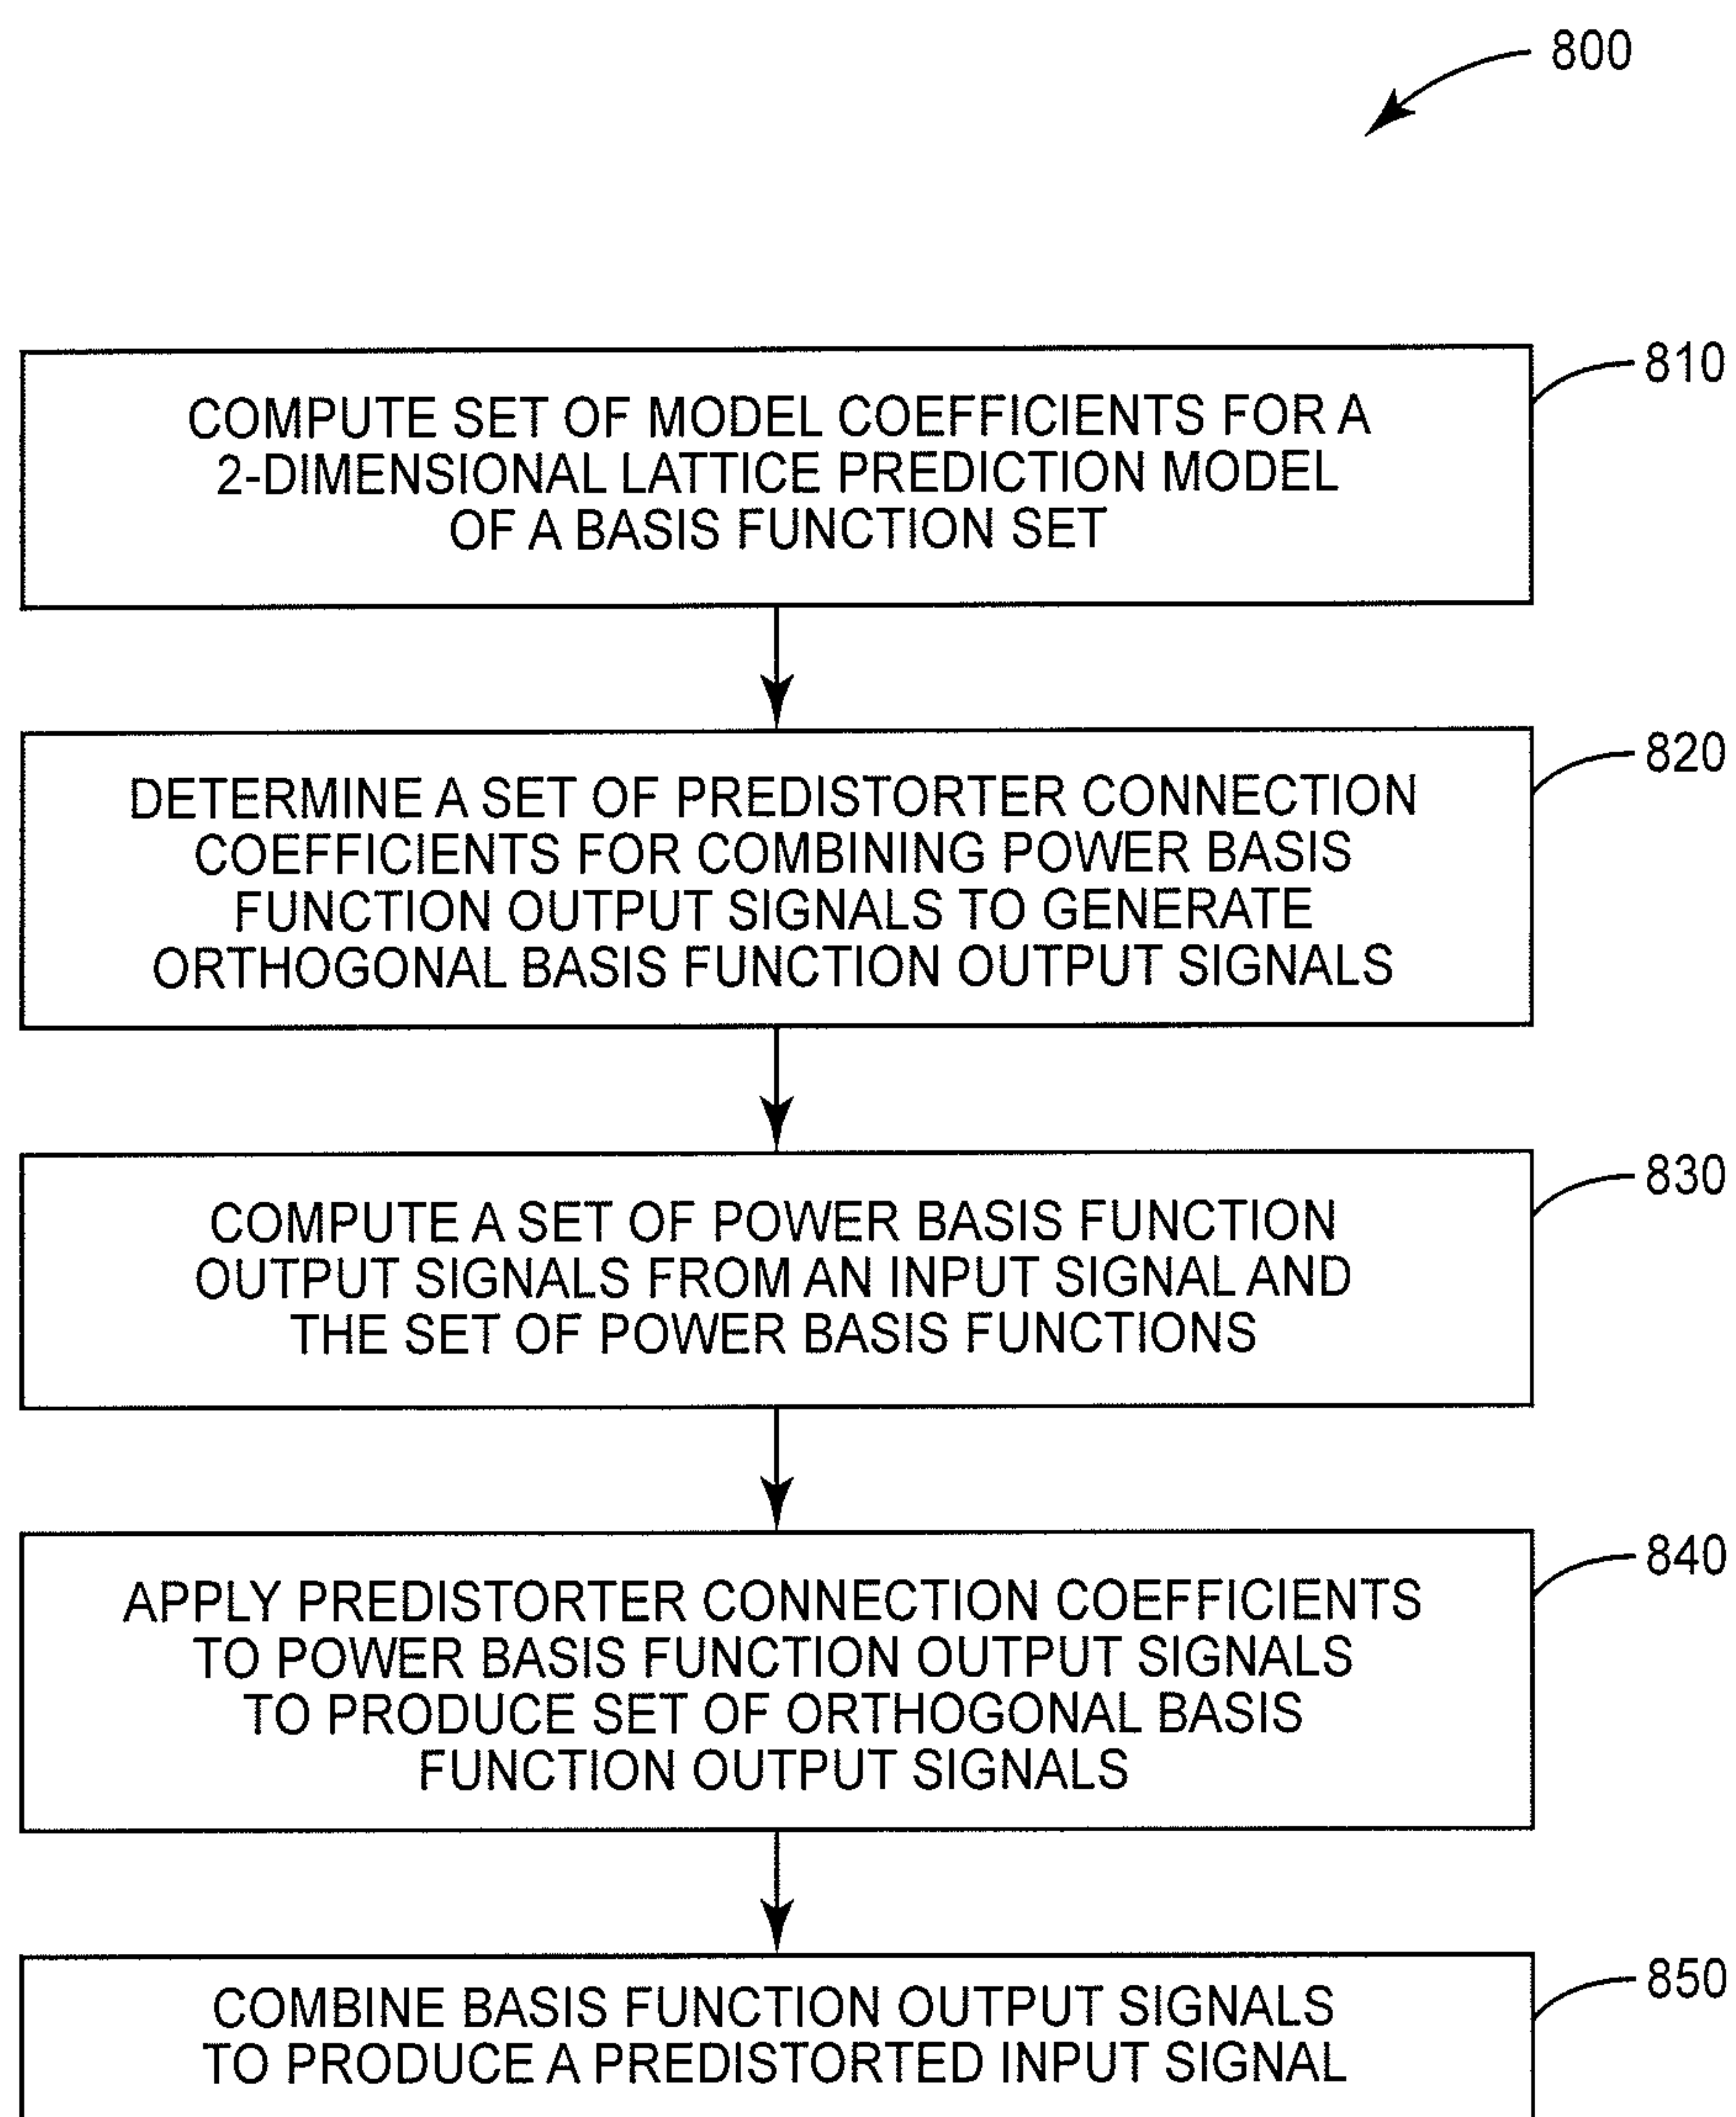 800
810
COMPUTE SET OF MODEL COEFFICIENTS FOR A
2-DIMENSIONAL LATTICE PREDICTION MODEL
OF A BASIS FUNCTION SET
820
DETERMINE A SET OF PREDISTORTER CONNECTION
COEFFICIENTS FOR COMBINING POWER BASIS
FUNCTION OUTPUT SIGNALS TO GENERATE
ORTHOGONAL BASIS FUNCTION OUTPUT SIGNALS
830
COMPUTE A SET OF POWER BASIS FUNCTION
OUTPUT SIGNALS FROM AN INPUT SIGNAL AND
THE SET OF POWER BASIS FUNCTIONS
840
APPLY PREDISTORTER CONNECTION COEFFICIENTS
TO POWER BASIS FUNCTION OUTPUT SIGNALS
TO PRODUCE SET OF ORTHOGONAL BASIS
FUNCTION OUTPUT SIGNALS
850
COMBINE BASIS FUNCTION OUTPUT SIGNALS
TO PRODUCE A PREDISTORTED INPUT SIGNAL